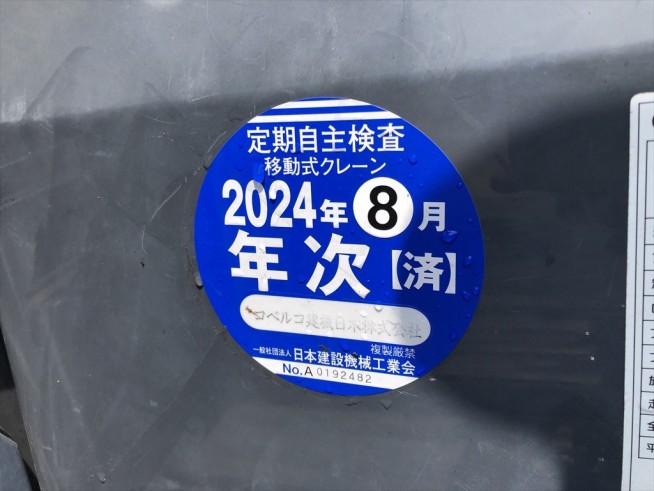 定期自主検査
移動式クレーン
2024年 8月
年次【済】
コベルコ建機日本株式会社
複製厳禁
一般社団法人 日本建設機械工業会
No.A 0192482